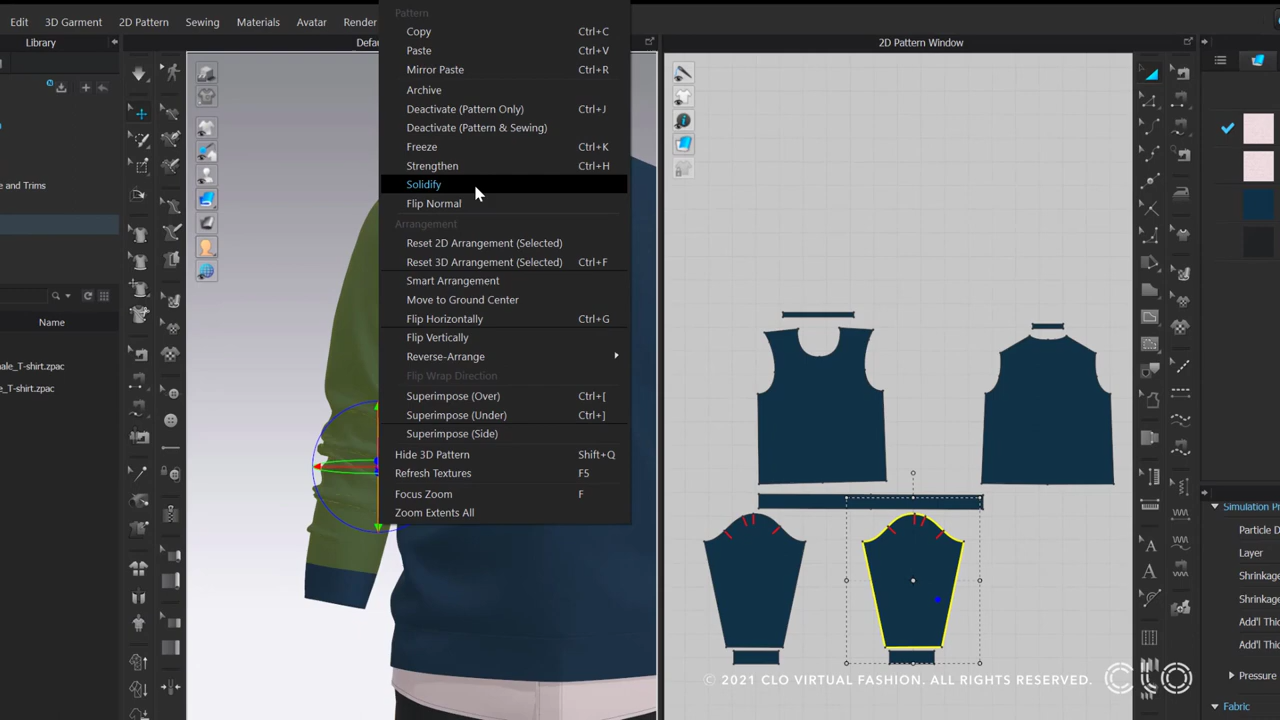 Edit 3D Garment 2D Pattern Sewing Materials Avatar Render
Library
Defa
2D Pattern Window
Pattern
Copy Ctrl+C
Paste Ctrl+V
Mirror Paste Ctrl+R
Archive
Deactivate (Pattern Only) Ctrl+J
Deactivate (Pattern & Sewing)
Freeze Ctrl+K
Strengthen Ctrl+H
Solidify
Flip Normal
Arrangement
Reset 2D Arrangement (Selected)
Reset 3D Arrangement (Selected) Ctrl+F
Smart Arrangement
Move to Ground Center
Flip Horizontally Ctrl+G
Flip Vertically
Reverse-Arrange
Flip Wrap Direction
Superimpose (Over) Ctrl+[
Superimpose (Under) Ctrl+]
Superimpose (Side)
Hide 3D Pattern Shift+Q
Refresh Textures F5
Focus Zoom F
Zoom Extents All
e and Trims
Name
ale_T-shirt.zpac
e_T-shirt.zpac
Simulation Pr
Particle D
Layer
Shrinkag
Shrinkag
Add'l Thi
Add'l Thi
Pressure
Fabric
© 2021 CLO VIRTUAL FASHION. ALL RIGHTS RESERVED.
CLO